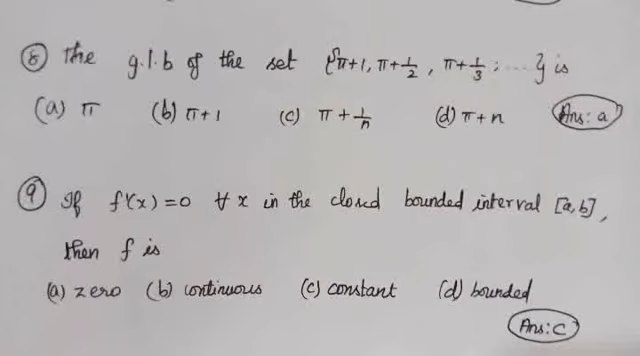 ⑧ The g.l.b of the set {π+1, π+1/2, π+1/3, ....} is
(a) π (b) π+1 (c) π+1/n (d) π+n Ans: a
⑨ If f'(x)=0 ∀ x in the closed bounded interval [a,b],
then f is
(a) zero (b) continuous (c) constant (d) bounded
Ans: C